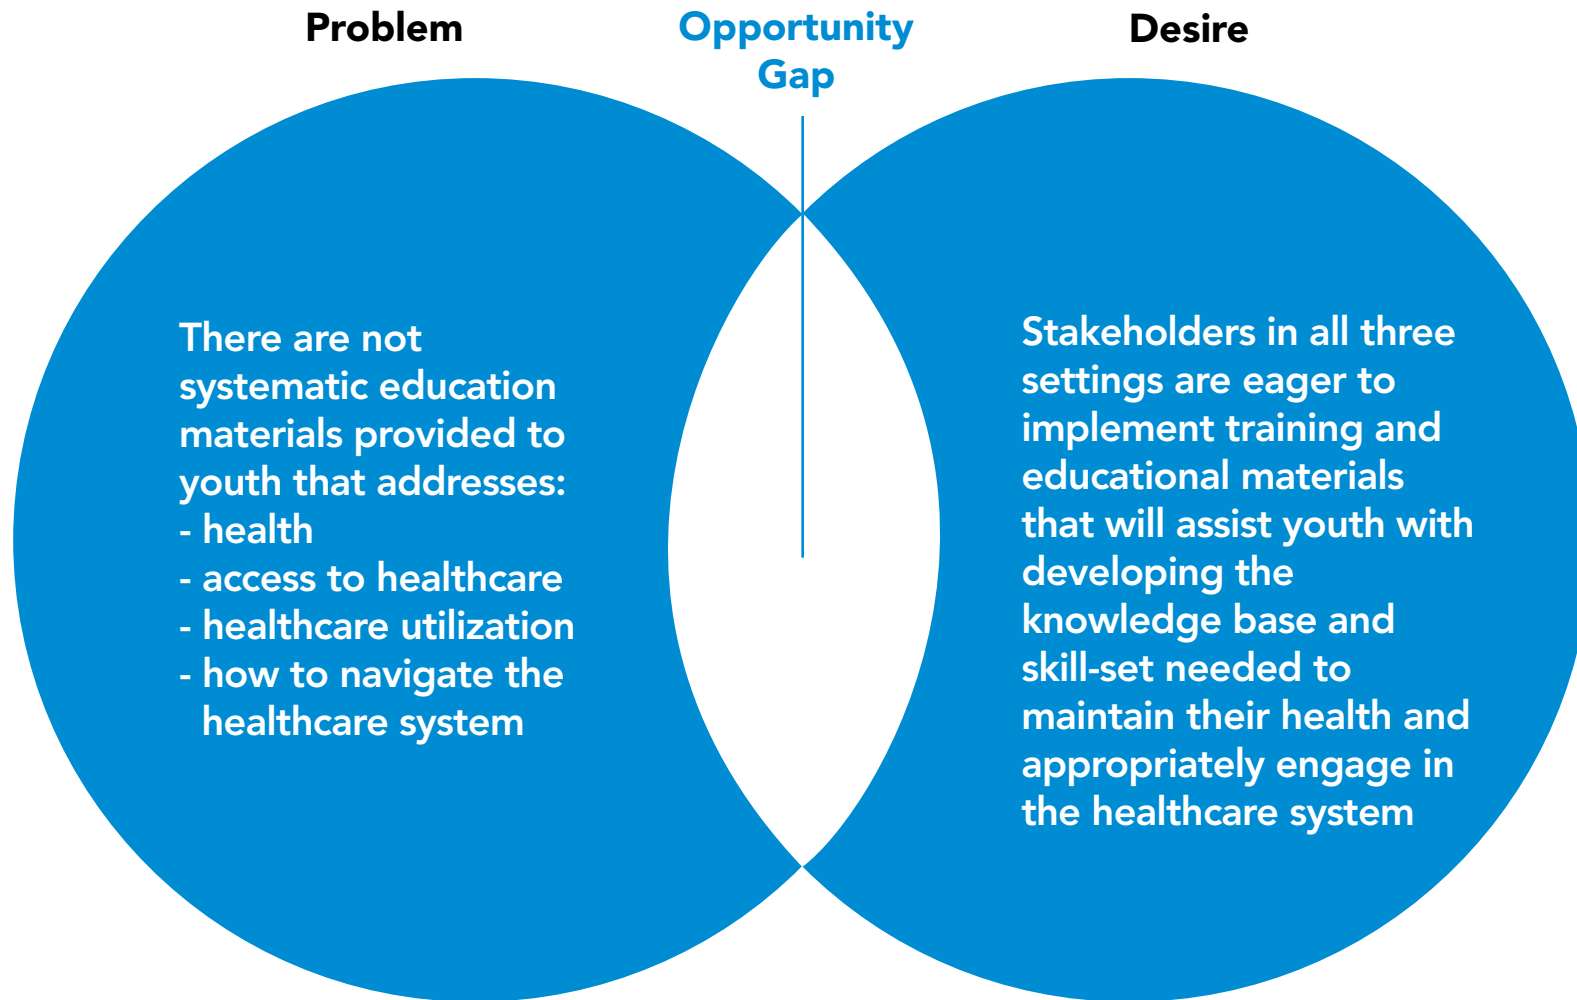 Problem
Opportunity
Gap
Desire
There are not
systematic education
materials provided to
youth that addresses:
- health
- access to healthcare
- healthcare utilization
- how to navigate the
healthcare system
Stakeholders in all three
settings are eager to
implement training and
educational materials
that will assist youth with
developing the
knowledge base and
skill-set needed to
maintain their health and
appropriately engage in
the healthcare system